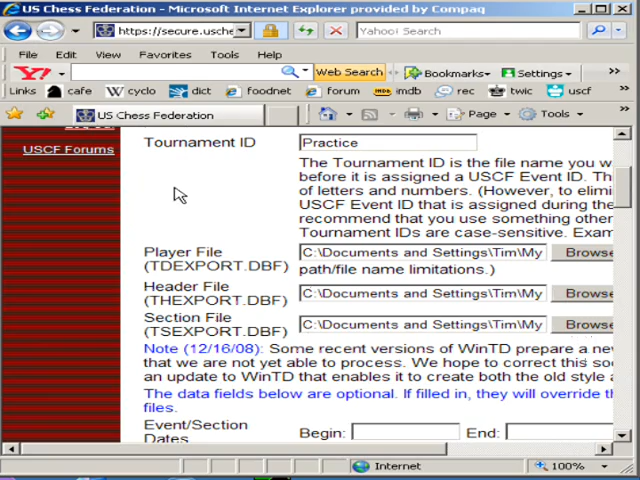 US Chess Federation - Microsoft Internet Explorer provided by Compaq
https://secure.usche
Yahoo! Search
File Edit View Favorites Tools Help
Y! Web Search Bookmarks Settings >>
Links cafe cyclo dict foodnet forum imdb rec twic uscf
US Chess Federation Page Tools >>
USCF Forums
Tournament ID Practice
The Tournament ID is the file name you w
before it is assigned a USCF Event ID. Th
of letters and numbers. (However, to elimi
USCF Event ID that is assigned during the
recommend that you use something other
Tournament IDs are case-sensitive. Exam
Player File
(TDEXPORT.DBF) C:\Documents and Settings\Tim\My Browse
path/file name limitations.)
Header File
(THEXPORT.DBF) C:\Documents and Settings\Tim\My Browse
Section File
(TSEXPORT.DBF) C:\Documents and Settings\Tim\My Browse
Note (12/16/08): Some recent versions of WinTD prepare a nev
that we are not yet able to process. We hope to correct this so
an update to WinTD that enables it to create both the old style a
The data fields below are optional. If filled in, they will override t
files.
Event/Section
Dates Begin: End:
Internet 100%